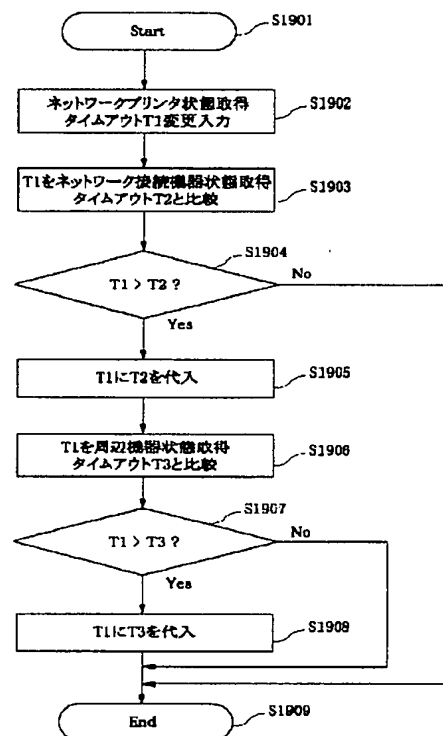 Start
S1901
ネットワークプリンタ状態取得
タイムアウトT1変更入力
S1902
T1をネットワーク接続機器状態取得
タイムアウトT2と比較
S1903
S1904
T1 > T2 ?
No
Yes
T1にT2を代入
S1905
T1を周辺機器状態取得
タイムアウトT3と比較
S1906
S1907
T1 > T3 ?
No
Yes
T1にT3を代入
S1908
End
S1909